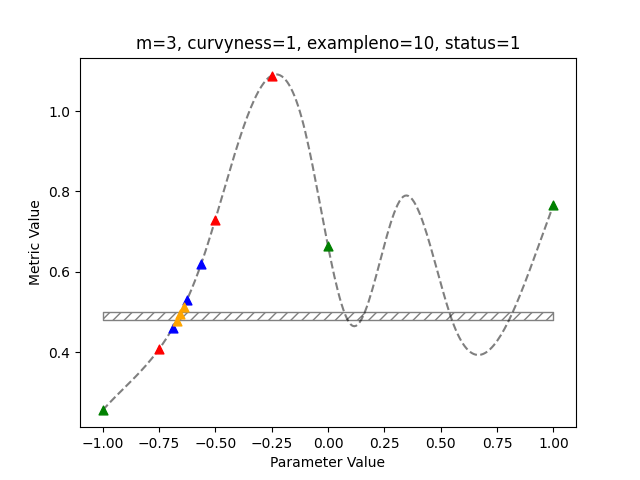 m=3, curvyness=1, exampleno=10, status=1
Metric Value
1.0
0.8
0.6
0.4
−1.00 −0.75 −0.50 −0.25 0.00 0.25 0.50 0.75 1.00
Parameter Value